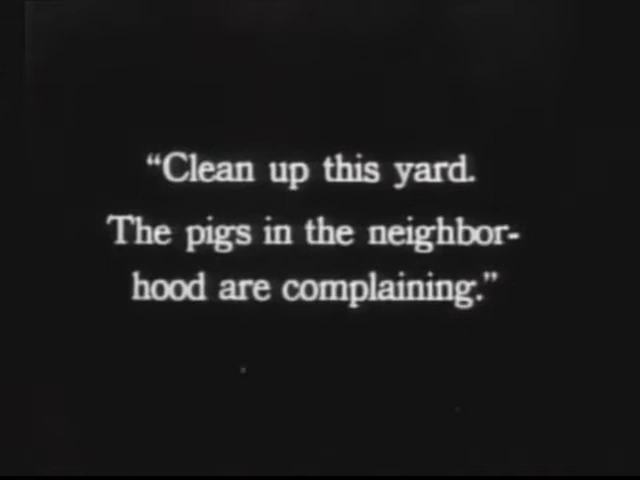 “Clean up this yard.
The pigs in the neighbor-
hood are complaining.”